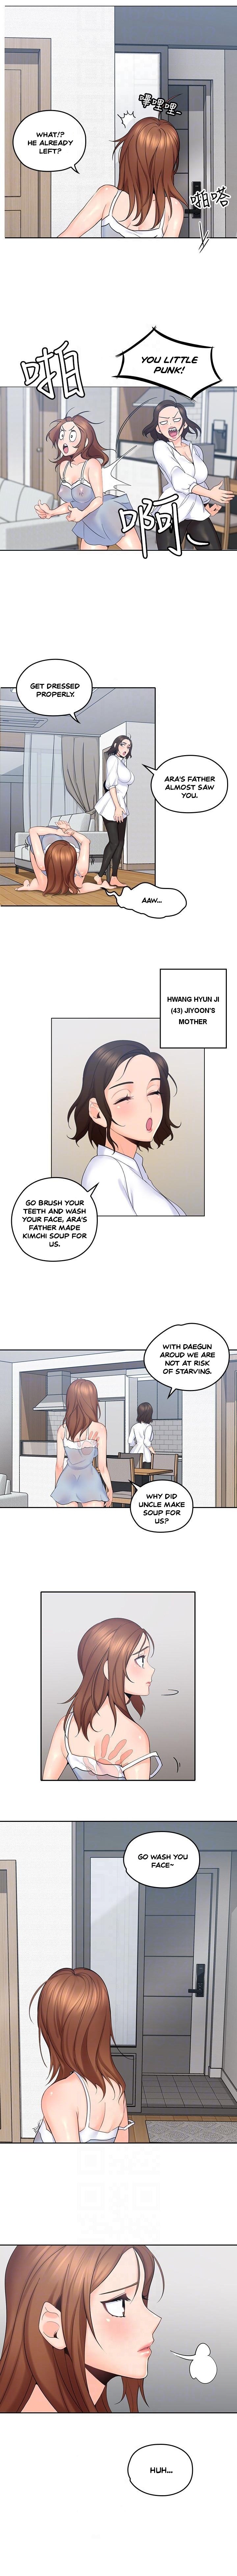 嗶哩哩~
WHAT!?
HE ALREADY
LEFT?
啪嗒
啪
YOU LITTLE
PUNK!
啊~
GET DRESSED
PROPERLY.
ARA'S FATHER
ALMOST SAW
YOU.
AAW...
HWANG HYUN JI
(43) JIYOON'S
MOTHER
GO BRUSH YOUR
TEETH AND WASH
YOUR FACE, ARA'S
FATHER MADE
KIMCHI SOUP FOR
US.
WITH DAEGUN
AROUD WE ARE
NOT AT RISK
OF STARVING.
WHY DID
UNCLE MAKE
SOUP FOR
US?
GO WASH YOU
FACE~
HUH...